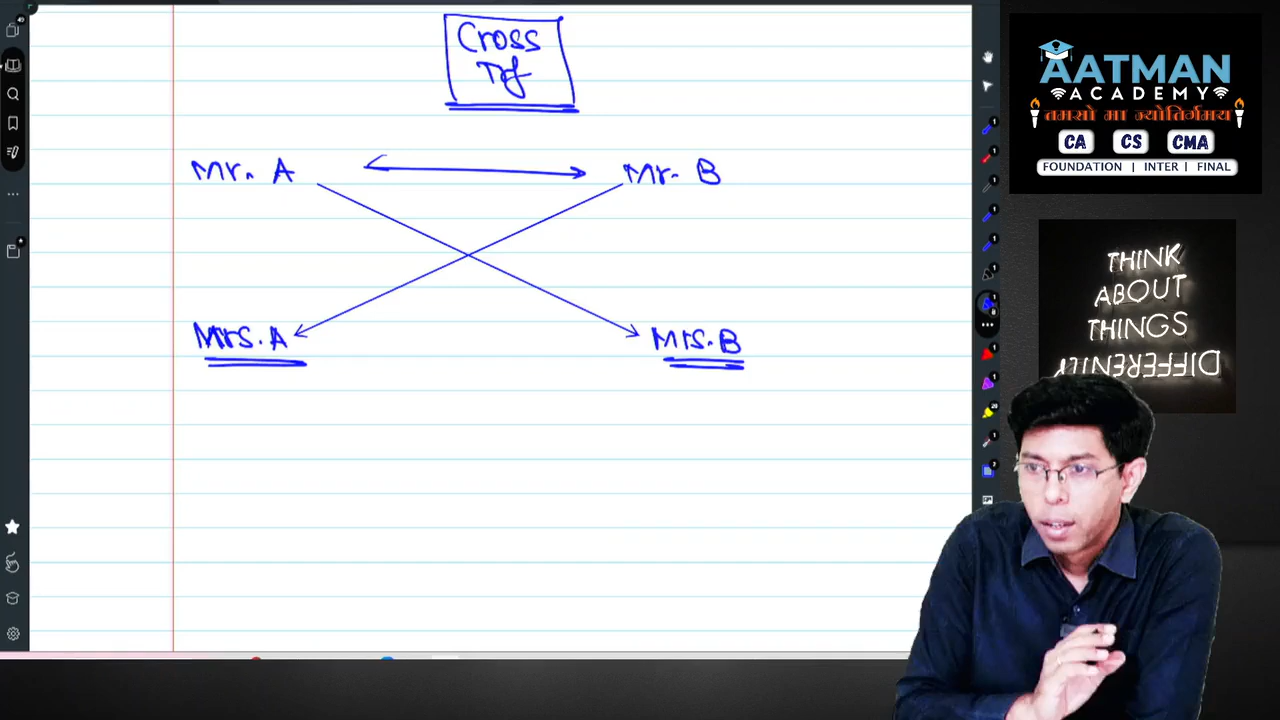 Cross
Trf
Mr. A
Mr. B
Mrs. A
Mrs. B
AATMAN
ACADEMY
तमसो मा ज्योतिर्गमय
CA CS CMA
FOUNDATION | INTER | FINAL
THINK
ABOUT
THINGS
DIFFERENTLY